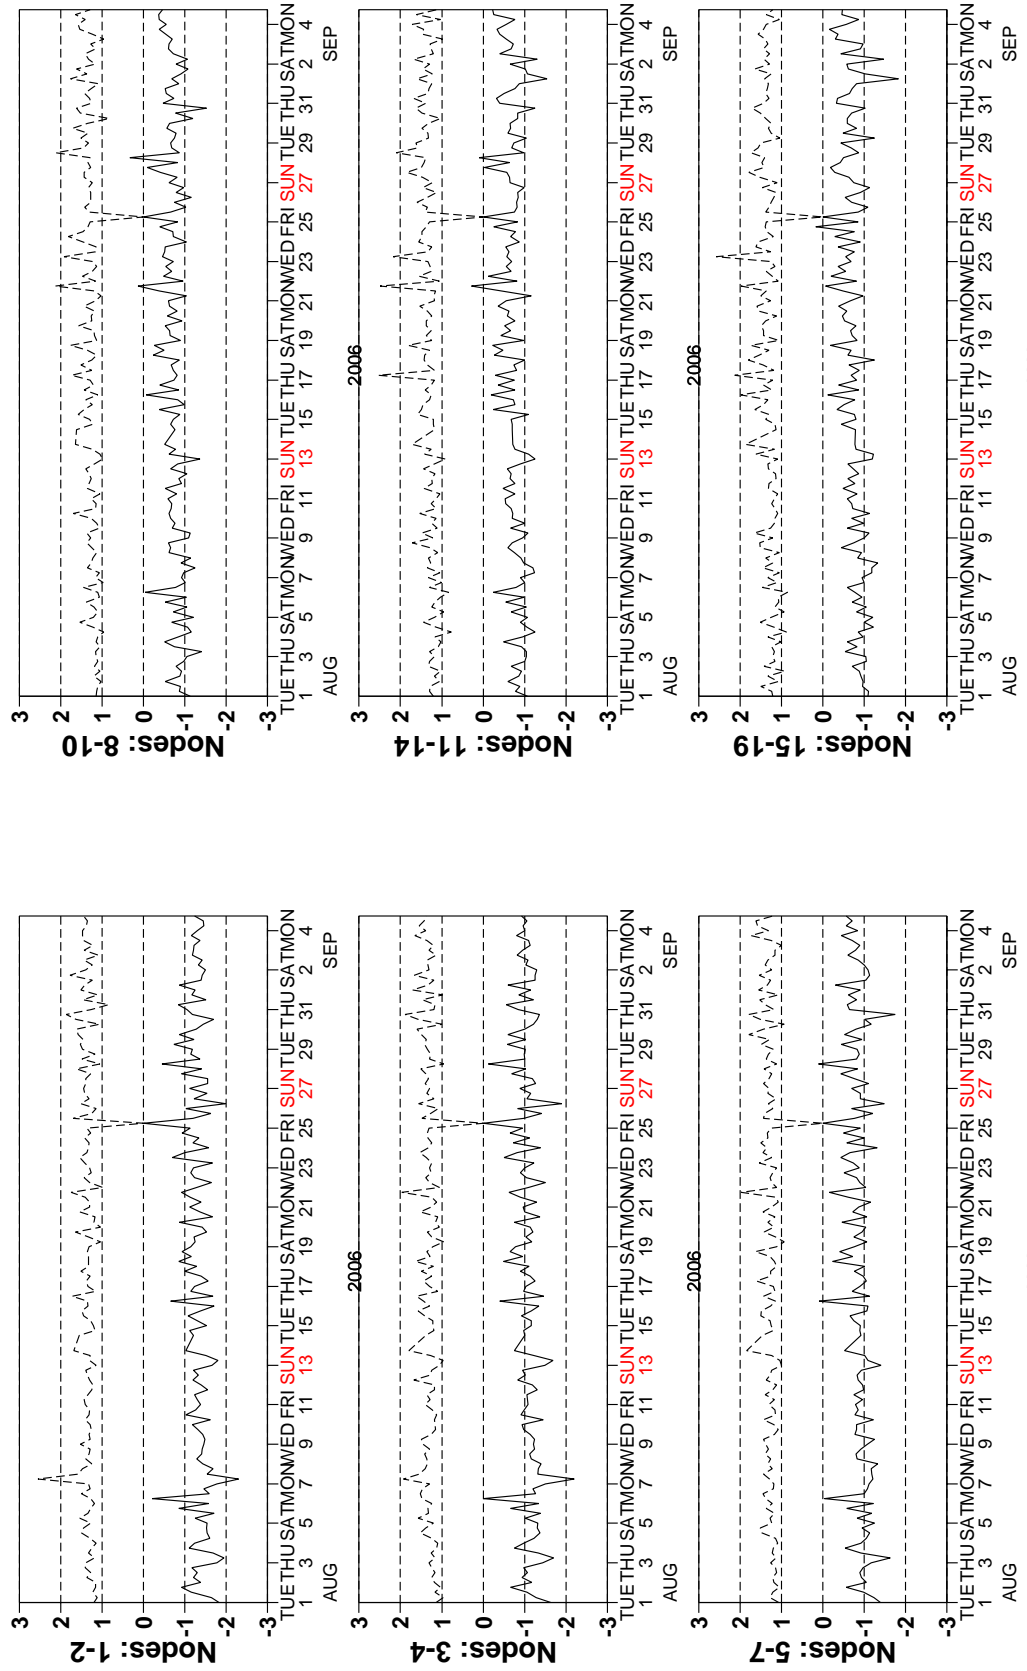 3
2
1
0
-1
-2
-3
Nodes: 1-2
TUE THU SAT MON WED FRI SUN TUE THU SAT MON WED FRI SUN TUE THU SAT MON
1 3 5 7 9 11 13 15 17 19 21 23 25 27 29 31 2 4
AUG SEP
2006
3
2
1
0
-1
-2
-3
Nodes: 3-4
TUE THU SAT MON WED FRI SUN TUE THU SAT MON WED FRI SUN TUE THU SAT MON
1 3 5 7 9 11 13 15 17 19 21 23 25 27 29 31 2 4
AUG SEP
2006
3
2
1
0
-1
-2
-3
Nodes: 5-7
TUE THU SAT MON WED FRI SUN TUE THU SAT MON WED FRI SUN TUE THU SAT MON
1 3 5 7 9 11 13 15 17 19 21 23 25 27 29 31 2 4
AUG SEP
3
2
1
0
-1
-2
-3
Nodes: 8-10
TUE THU SAT MON WED FRI SUN TUE THU SAT MON WED FRI SUN TUE THU SAT MON
1 3 5 7 9 11 13 15 17 19 21 23 25 27 29 31 2 4
AUG SEP
2006
3
2
1
0
-1
-2
-3
Nodes: 11-14
TUE THU SAT MON WED FRI SUN TUE THU SAT MON WED FRI SUN TUE THU SAT MON
1 3 5 7 9 11 13 15 17 19 21 23 25 27 29 31 2 4
AUG SEP
2006
3
2
1
0
-1
-2
-3
Nodes: 15-19
TUE THU SAT MON WED FRI SUN TUE THU SAT MON WED FRI SUN TUE THU SAT MON
1 3 5 7 9 11 13 15 17 19 21 23 25 27 29 31 2 4
AUG SEP